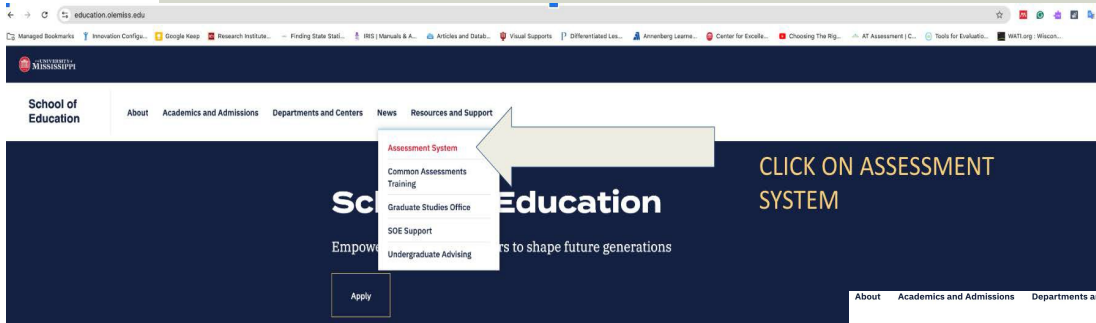 education.olemiss.edu
Managed Bookmarks Innovation Configu... Google Keep Research Institute... Finding State Stati... IRIS | Manuals & A... Articles and Datab... Visual Supports Differentiated Les... Annenberg Learne... Center for Excelle... Choosing The Rig... AT Assessment | C... Tools for Evaluatio... WATI.org : Wiscon...
THE UNIVERSITY OF
MISSISSIPPI
School of
Education
About Academics and Admissions Departments and Centers News Resources and Support
Assessment System
Common Assessments
Training
Graduate Studies Office
SOE Support
Undergraduate Advising
CLICK ON ASSESSMENT
SYSTEM
Sc Education
Empowe rs to shape future generations
Apply
About Academics and Admissions Departments a